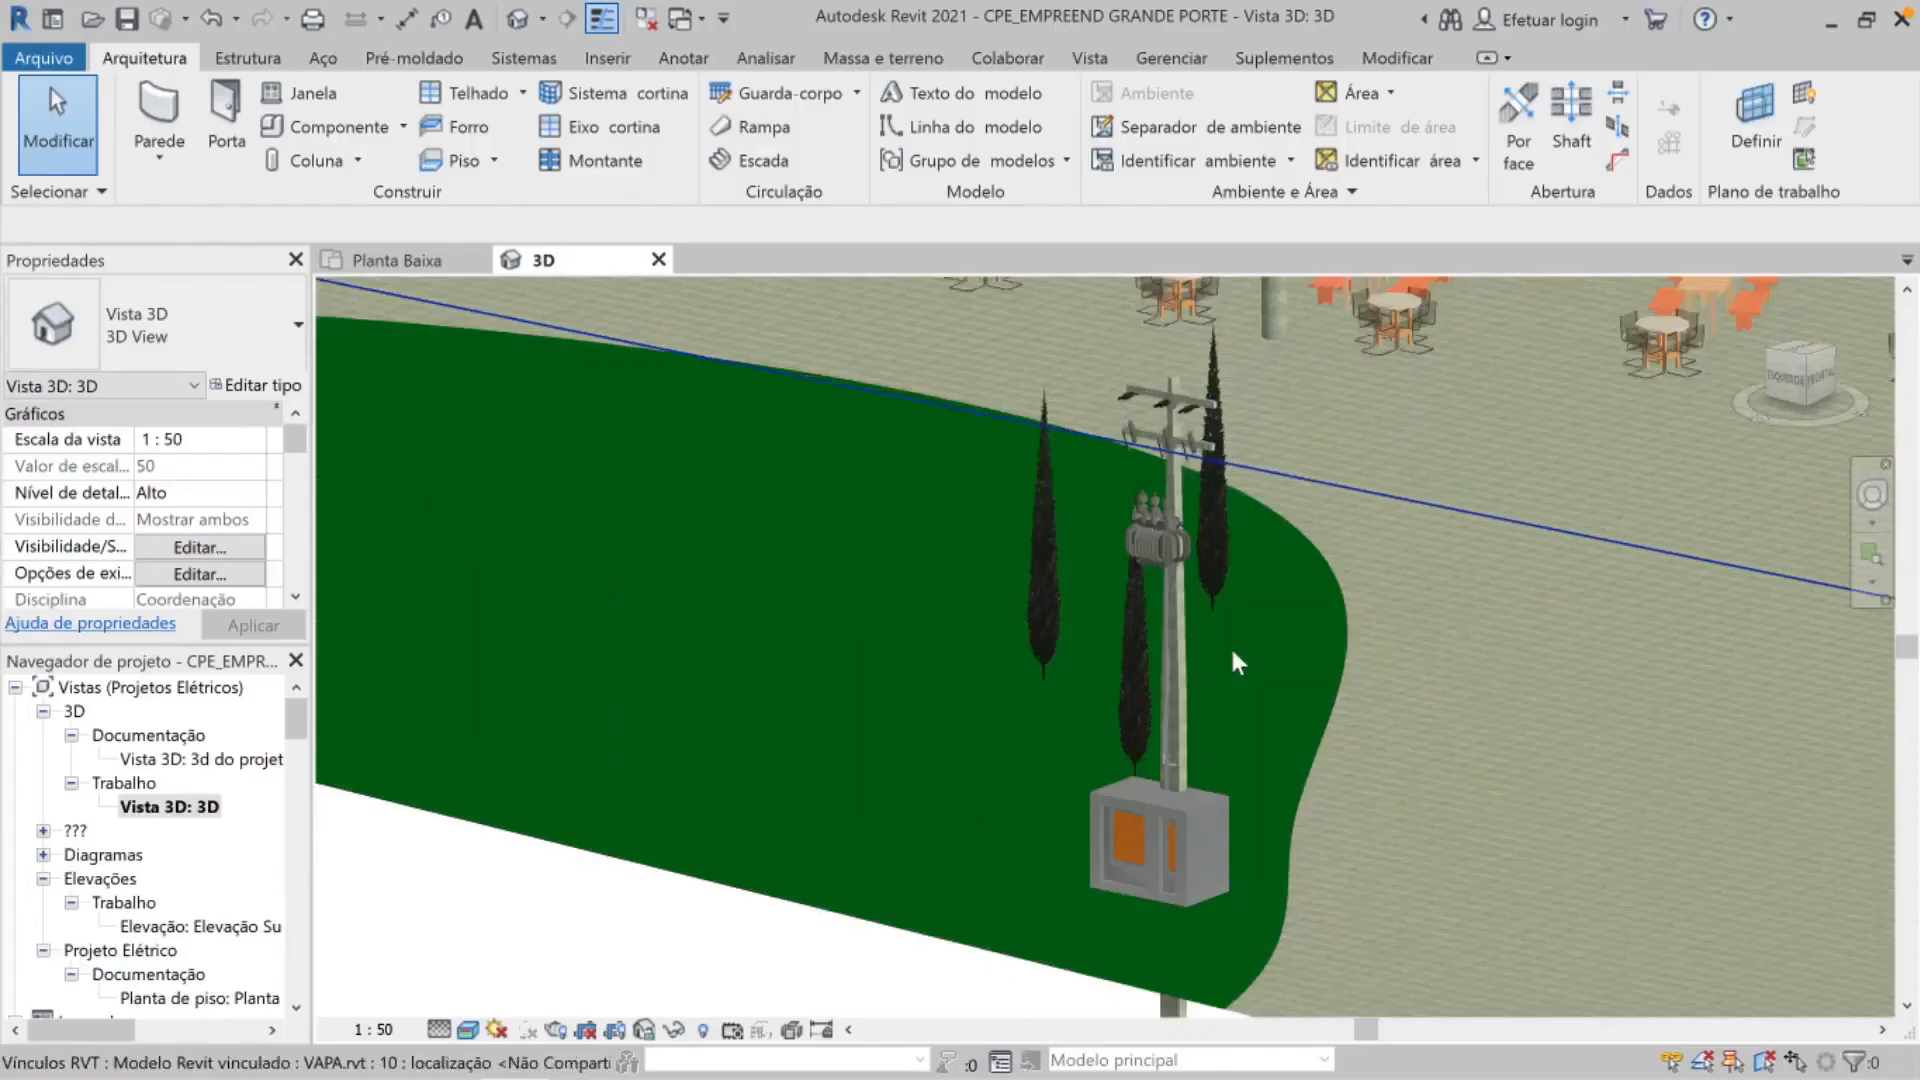 Autodesk Revit 2021 - CPE_EMPREEND GRANDE PORTE - Vista 3D: 3D
Efetuar login
Arquivo Arquitetura Estrutura Aço Pré-moldado Sistemas Inserir Anotar Analisar Massa e terreno Colaborar Vista Gerenciar Suplementos Modificar
Modificar
Parede
Porta
Janela
Componente
Coluna
Telhado
Forro
Piso
Sistema cortina
Eixo cortina
Montante
Guarda-corpo
Rampa
Escada
Texto do modelo
Linha do modelo
Grupo de modelos
Ambiente
Separador de ambiente
Identificar ambiente
Área
Limite de área
Identificar área
Por
face
Shaft
Definir
Selecionar
Construir
Circulação
Modelo
Ambiente e Área
Abertura
Dados
Plano de trabalho
Propriedades
Planta Baixa
3D
Vista 3D
3D View
Vista 3D: 3D
Editar tipo
Gráficos
Escala da vista 1 : 50
Valor de escal... 50
Nível de detal... Alto
Visibilidade d... Mostrar ambos
Visibilidade/S... Editar...
Opções de exi... Editar...
Disciplina Coordenação
Ajuda de propriedades
Aplicar
Navegador de projeto - CPE_EMPR...
Vistas (Projetos Elétricos)
3D
Documentação
Vista 3D: 3d do projet
Trabalho
Vista 3D: 3D
???
Diagramas
Elevações
Trabalho
Elevação: Elevação Su
Projeto Elétrico
Documentação
Planta de piso: Planta
ESQUERDA
FRONTAL
1 : 50
Vínculos RVT : Modelo Revit vinculado : VAPA.rvt : 10 : localização <Não Comparti
:0
Modelo principal
:0